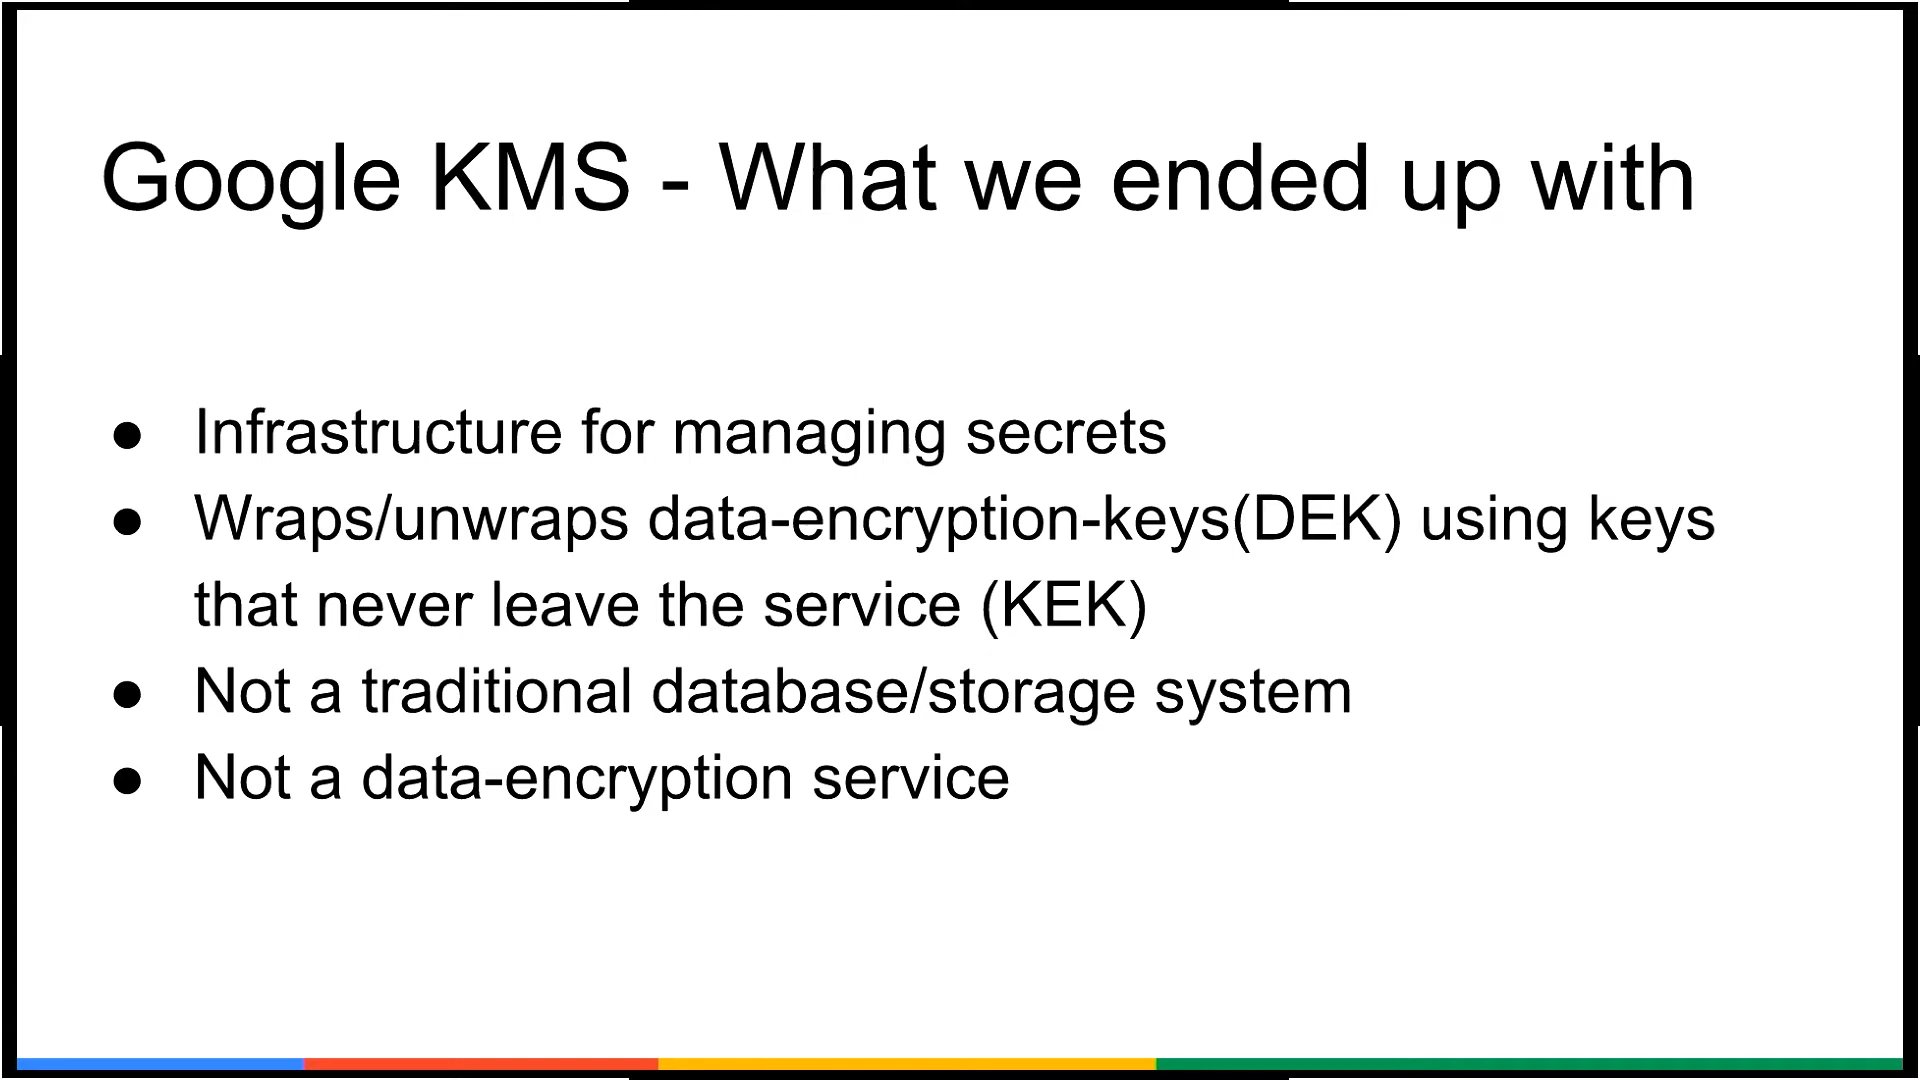 Google KMS - What we ended up with
● Infrastructure for managing secrets
● Wraps/unwraps data-encryption-keys(DEK) using keys
that never leave the service (KEK)
● Not a traditional database/storage system
● Not a data-encryption service